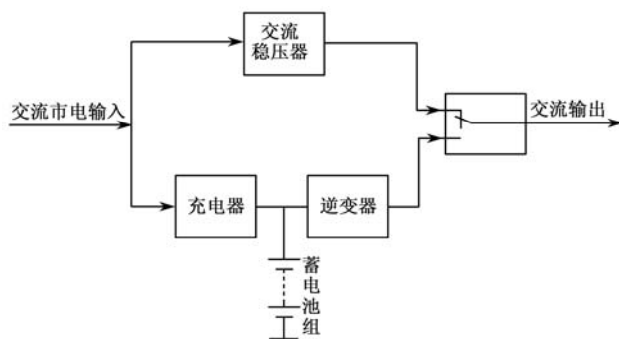 交流
稳压器
交流市电输入
交流输出
充电器
逆变器
蓄电池组